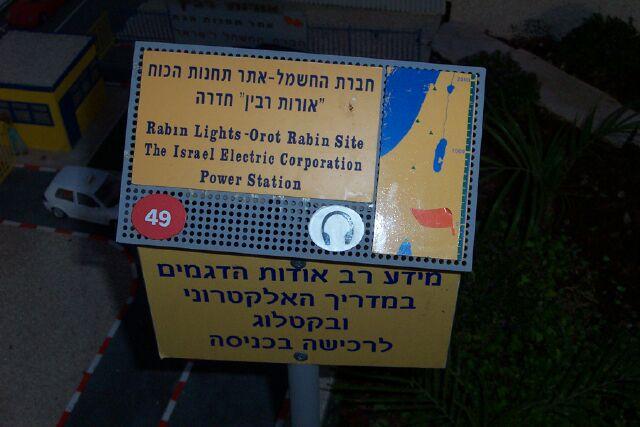 חברת החשמל-אתר תחנות הכוח
"אורות רבין" חדרה
Rabin Lights-Orot Rabin Site
The Israel Electric Corporation
Power Station
49
מידע רב אודות הדגמים
במדריך האלקטרוני
ובקטלוג
לרכישה בכניסה